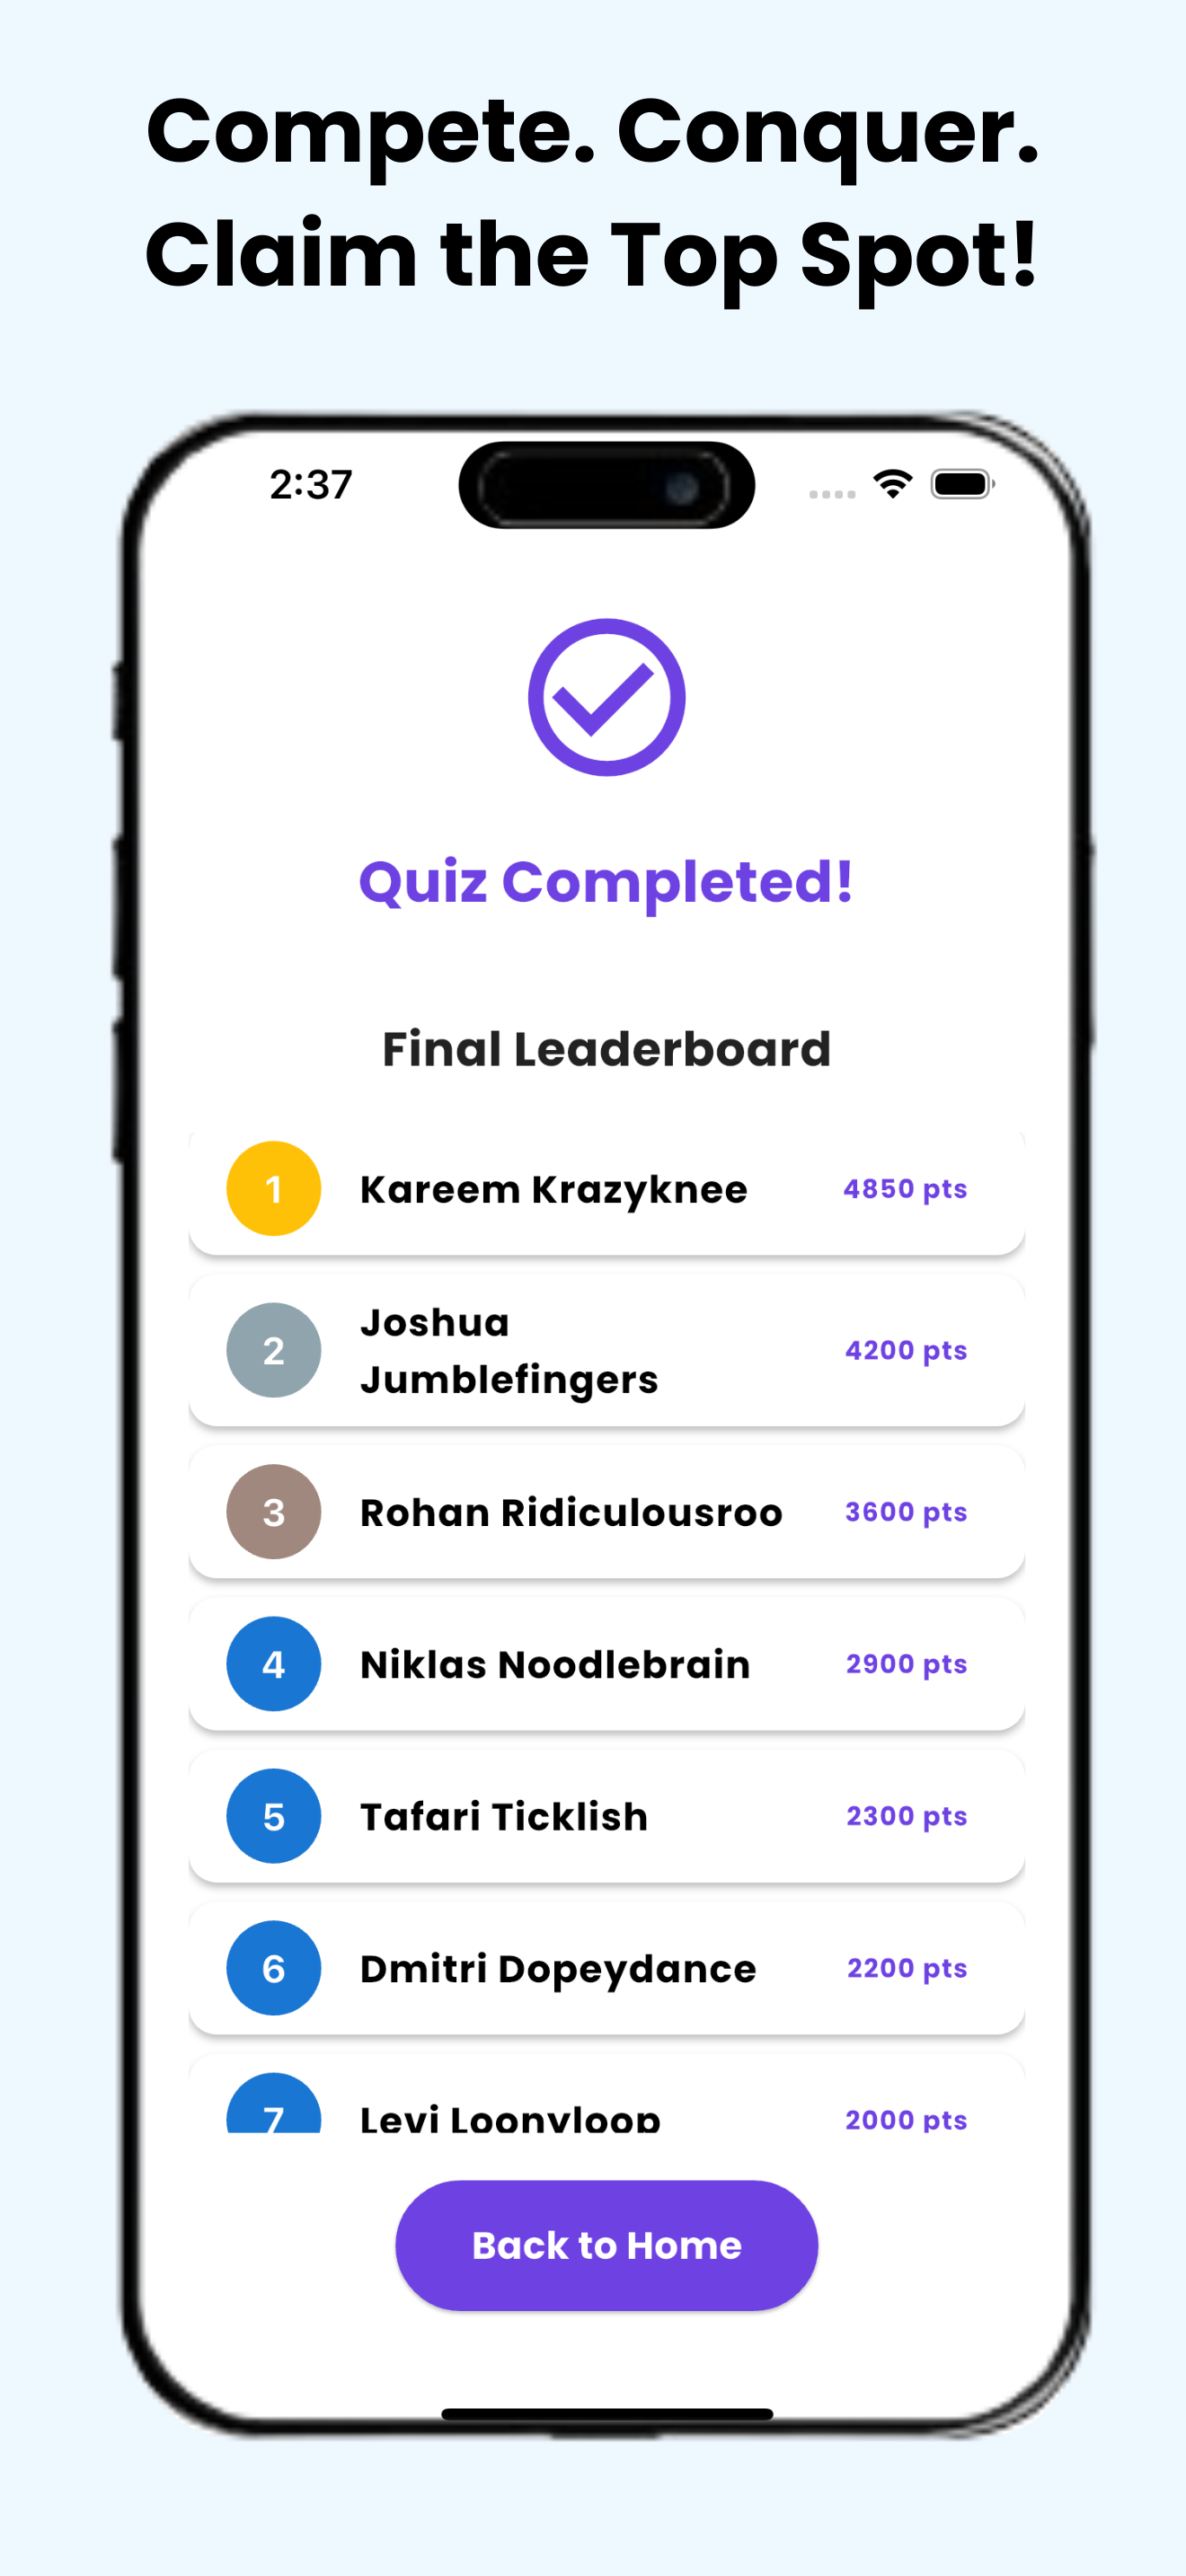 Compete. Conquer.
Claim the Top Spot!
2:37
Quiz Completed!
Final Leaderboard
1 Kareem Krazyknee 4850 pts
2 Joshua Jumblefingers 4200 pts
3 Rohan Ridiculousroo 3600 pts
4 Niklas Noodlebrain 2900 pts
5 Tafari Ticklish 2300 pts
6 Dmitri Dopeydance 2200 pts
7 Levi Loonyloop 2000 pts
Back to Home